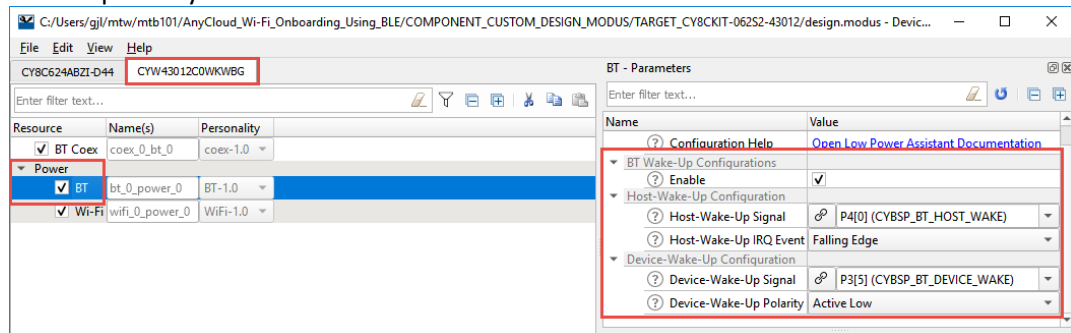 C:/Users/gjl/mtw/mtb101/AnyCloud_Wi-Fi_Onboarding_Using_BLE/COMPONENT_CUSTOM_DESIGN_MODUS/TARGET_CY8CKIT-062S2-43012/design.modus - Devic...
File Edit View Help
CY8C624ABZI-D44 CYW43012C0WKWBG
Enter filter text...
Resource Name(s) Personality
BT Coex coex_0_bt_0 coex-1.0
Power
BT bt_0_power_0 BT-1.0
Wi-Fi wifi_0_power_0 WiFi-1.0
BT - Parameters
Enter filter text...
Name Value
Configuration Help Open Low Power Assistant Documentation
BT Wake-Up Configurations
Enable
Host-Wake-Up Configuration
Host-Wake-Up Signal P4[0] (CYBSP_BT_HOST_WAKE)
Host-Wake-Up IRQ Event Falling Edge
Device-Wake-Up Configuration
Device-Wake-Up Signal P3[5] (CYBSP_BT_DEVICE_WAKE)
Device-Wake-Up Polarity Active Low